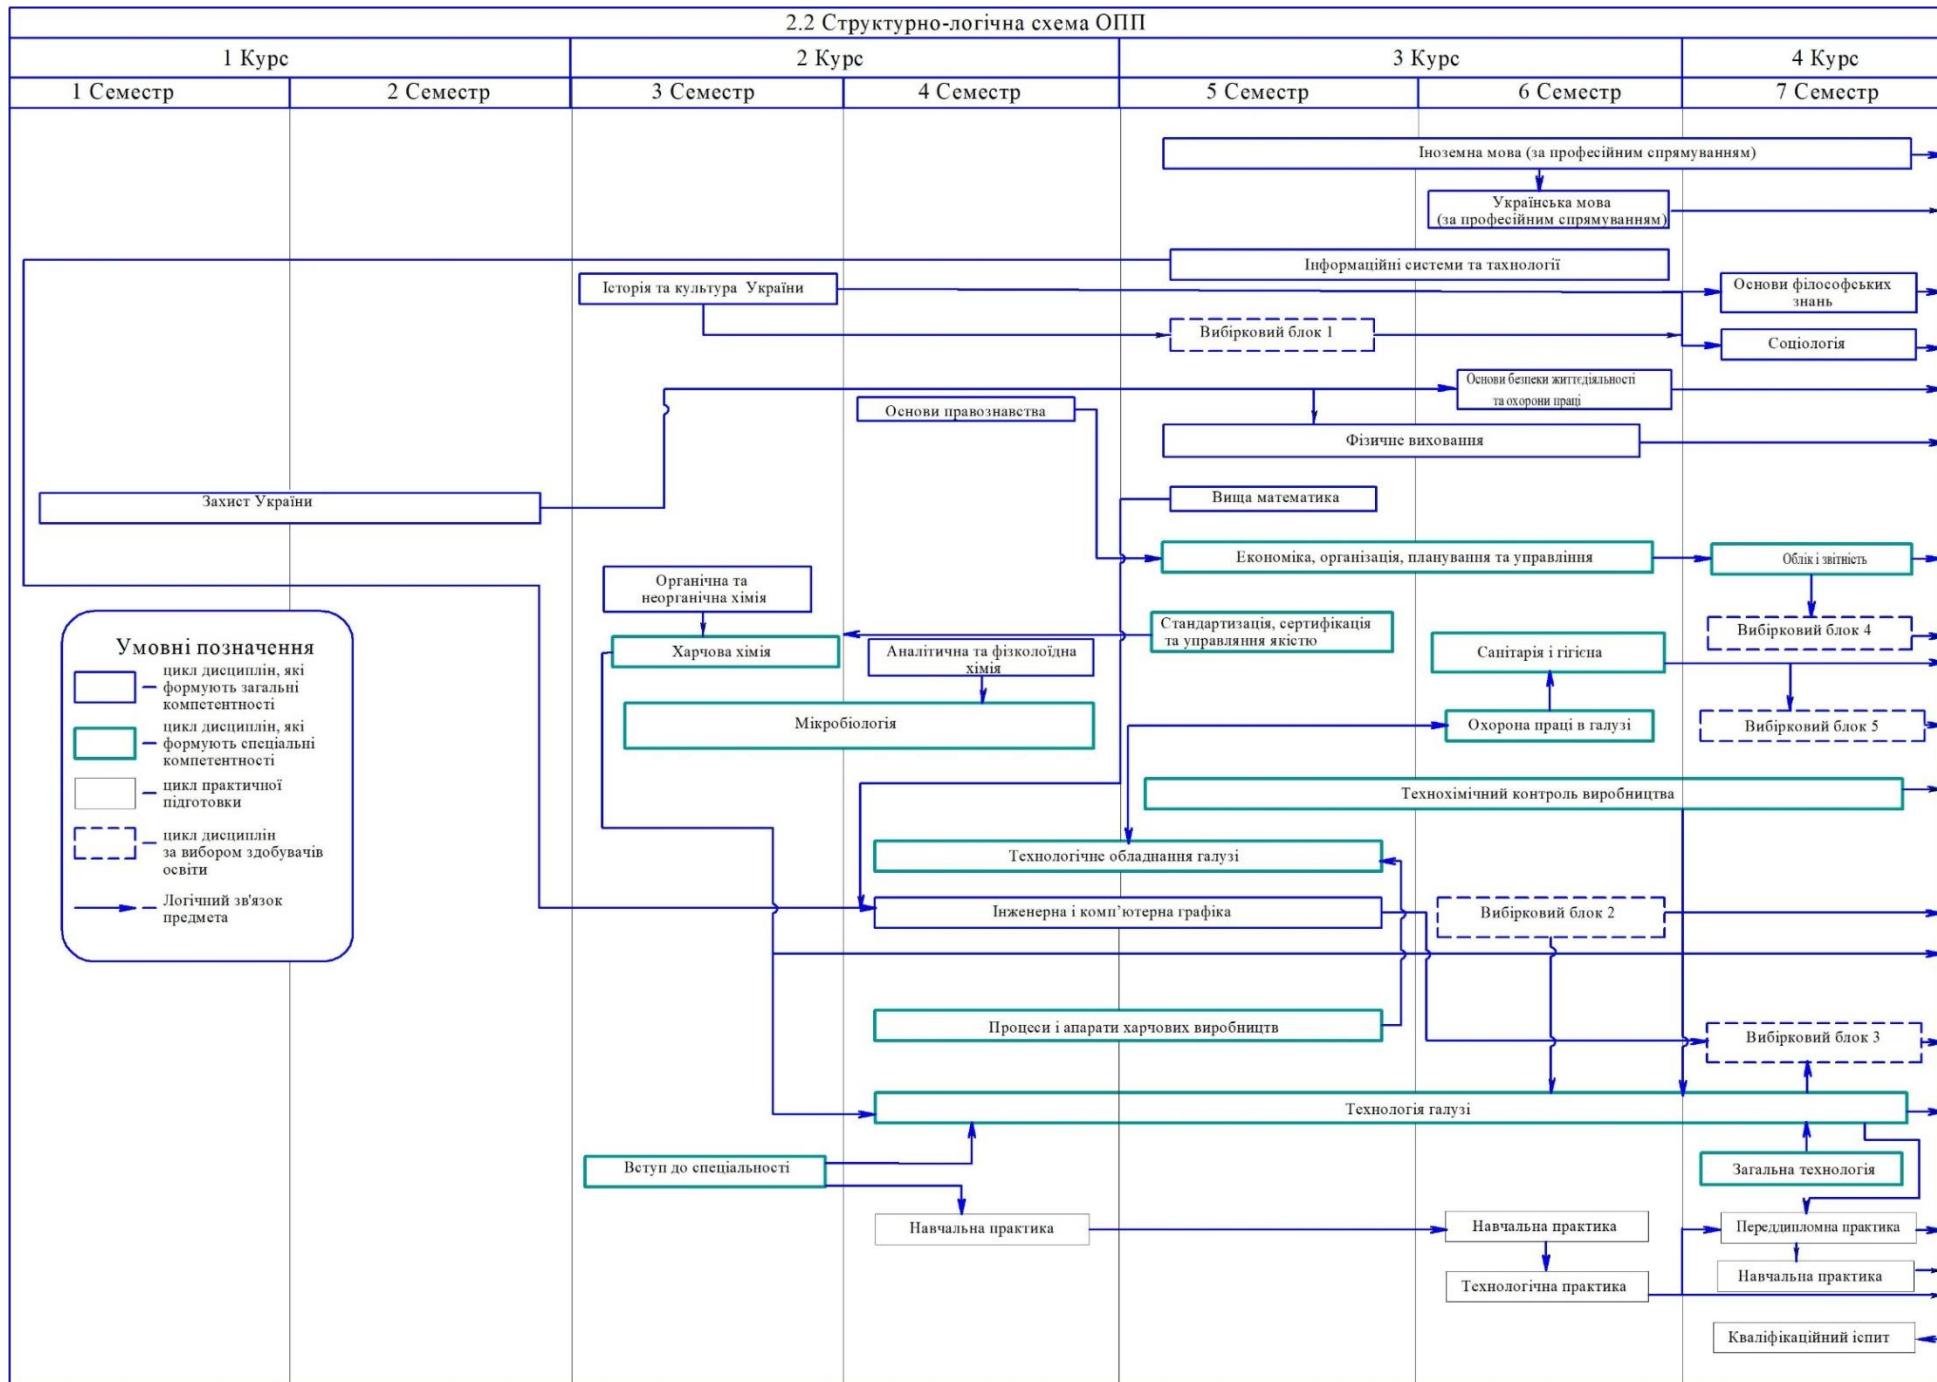 2.2 Структурно-логічна схема ОПП
1 Курс
2 Курс
3 Курс
4 Курс
1 Семестр
2 Семестр
3 Семестр
4 Семестр
5 Семестр
6 Семестр
7 Семестр
Іноземна мова (за професійним спрямуванням)
Українська мова
(за професійним спрямуванням)
Інформаційні системи та тахнології
Історія та культура України
Основи філософських
знань
Вибірковий блок 1
Соціологія
Основи безпеки життєдіяльності
та охорони праці
Основи правознавства
Фізичне виховання
Захист України
Вища математика
Економіка, організація, планування та управління
Облік і звітність
Органічна та
неорганічна хімія
Харчова хімія
Стандартизація, сертифікація
та управління якістю
Вибірковий блок 4
Аналітична та фізколоїдна
хімія
Санітарія і гігієна
Мікробіологія
Охорона праці в галузі
Вибірковий блок 5
Умовні позначення
цикл дисциплін, які
формують загальні
компетентності
цикл дисциплін, які
формують спеціальні
компетентності
цикл практичної
підготовки
цикл дисциплін
за вибором здобувачів
освіти
Логічний зв'язок
предмета
Технохімічний контроль виробництва
Технологічне обладнання галузі
Інженерна і комп’ютерна графіка
Вибірковий блок 2
Процеси і апарати харчових виробництв
Вибірковий блок 3
Технологія галузі
Вступ до спеціальності
Загальна технологія
Навчальна практика
Навчальна практика
Переддипломна практика
Технологічна практика
Навчальна практика
Кваліфікаційний іспит